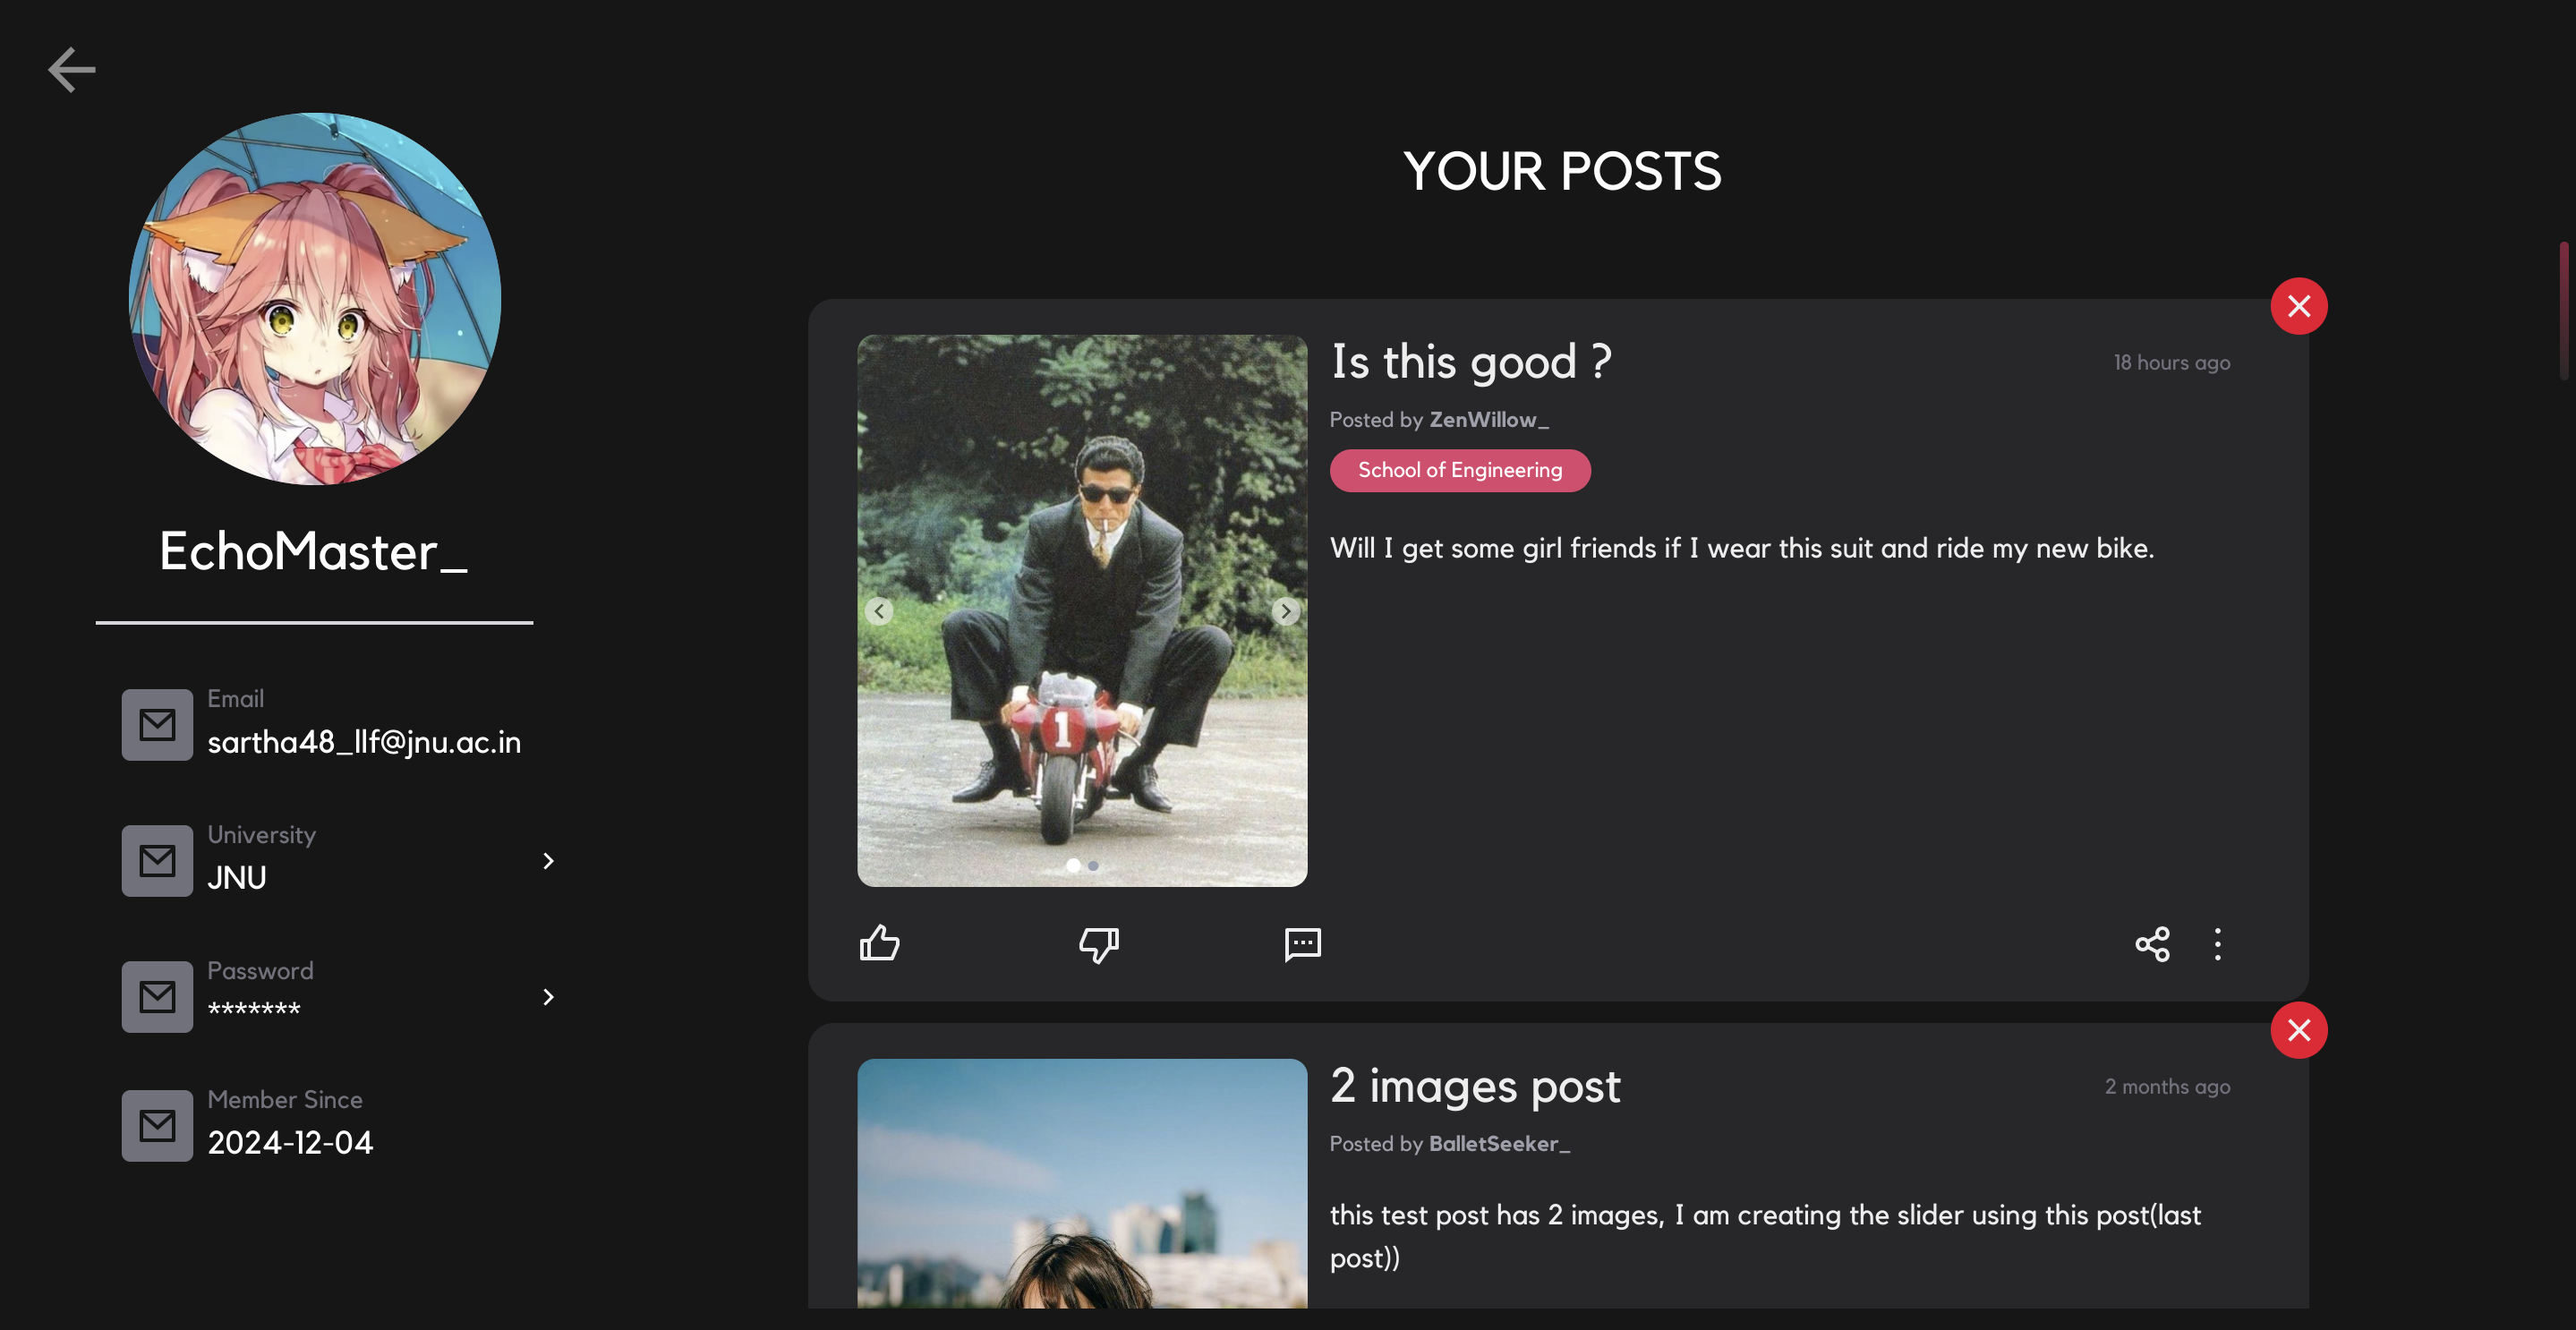 YOUR POSTS
EchoMaster_
Email
sartha48_llf@jnu.ac.in
University
JNU
Password
*******
Member Since
2024-12-04
Is this good ?
18 hours ago
Posted by ZenWillow_
School of Engineering
Will I get some girl friends if I wear this suit and ride my new bike.
1
2 images post
2 months ago
Posted by BalletSeeker_
this test post has 2 images, I am creating the slider using this post(last
post))